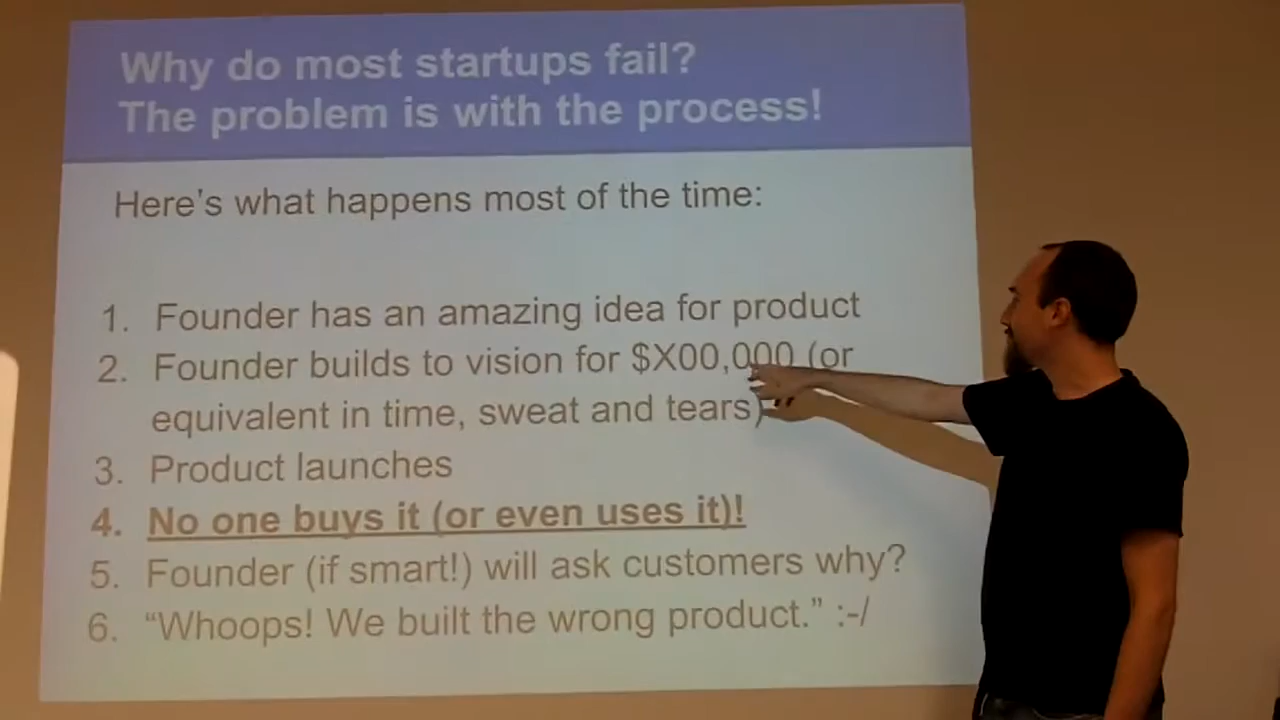 Why do most startups fail?
The problem is with the process!
Here's what happens most of the time:
1. Founder has an amazing idea for product
2. Founder builds to vision for $X00,000 (or
equivalent in time, sweat and tears)
3. Product launches
4. No one buys it (or even uses it)!
5. Founder (if smart!) will ask customers why?
6. “Whoops! We built the wrong product.” :-/